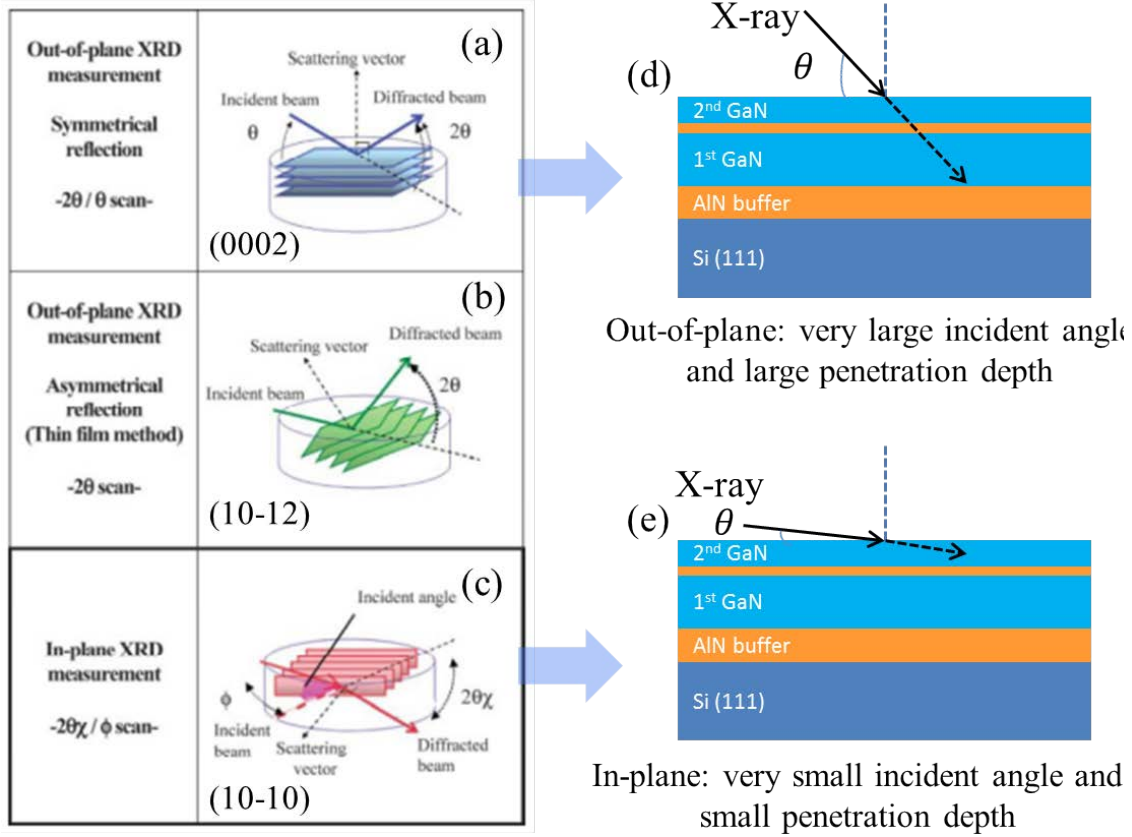 Out-of-plane XRD
measurement
Symmetrical
reflection
-2θ / θ scan-
(a)
Scattering vector
Incident beam
Diffracted beam
θ
2θ
(0002)
Out-of-plane XRD
measurement
Asymmetrical
reflection
(Thin film method)
-2θ scan-
(b)
Diffracted beam
Scattering vector
2θ
Incident beam
(10-12)
In-plane XRD
measurement
-2θχ / ϕ scan-
(c)
Incident angle
ϕ
2θχ
Incident
beam
Scattering
vector
Diffracted
beam
(10-10)
X-ray
(d)
θ
2nd GaN
1st GaN
AlN buffer
Si (111)
Out-of-plane: very large incident angle
and large penetration depth
X-ray
(e)
θ
2nd GaN
1st GaN
AlN buffer
Si (111)
In-plane: very small incident angle and
small penetration depth